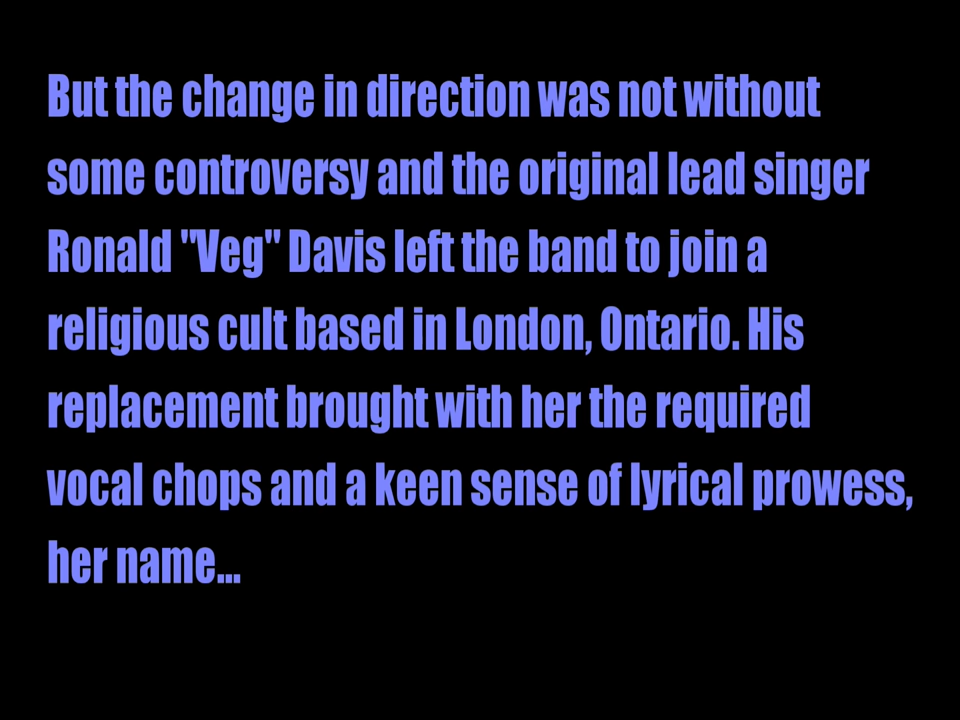 But the change in direction was not without
some controversy and the original lead singer
Ronald "Veg" Davis left the band to join a
religious cult based in London, Ontario. His
replacement brought with her the required
vocal chops and a keen sense of lyrical prowess,
her name...